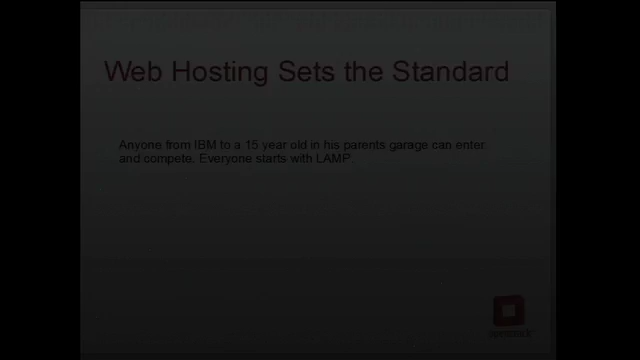 Web Hosting Sets the Standard
Anyone from IBM to a 15 year old in his parents garage can enter
and compete. Everyone starts with LAMP.